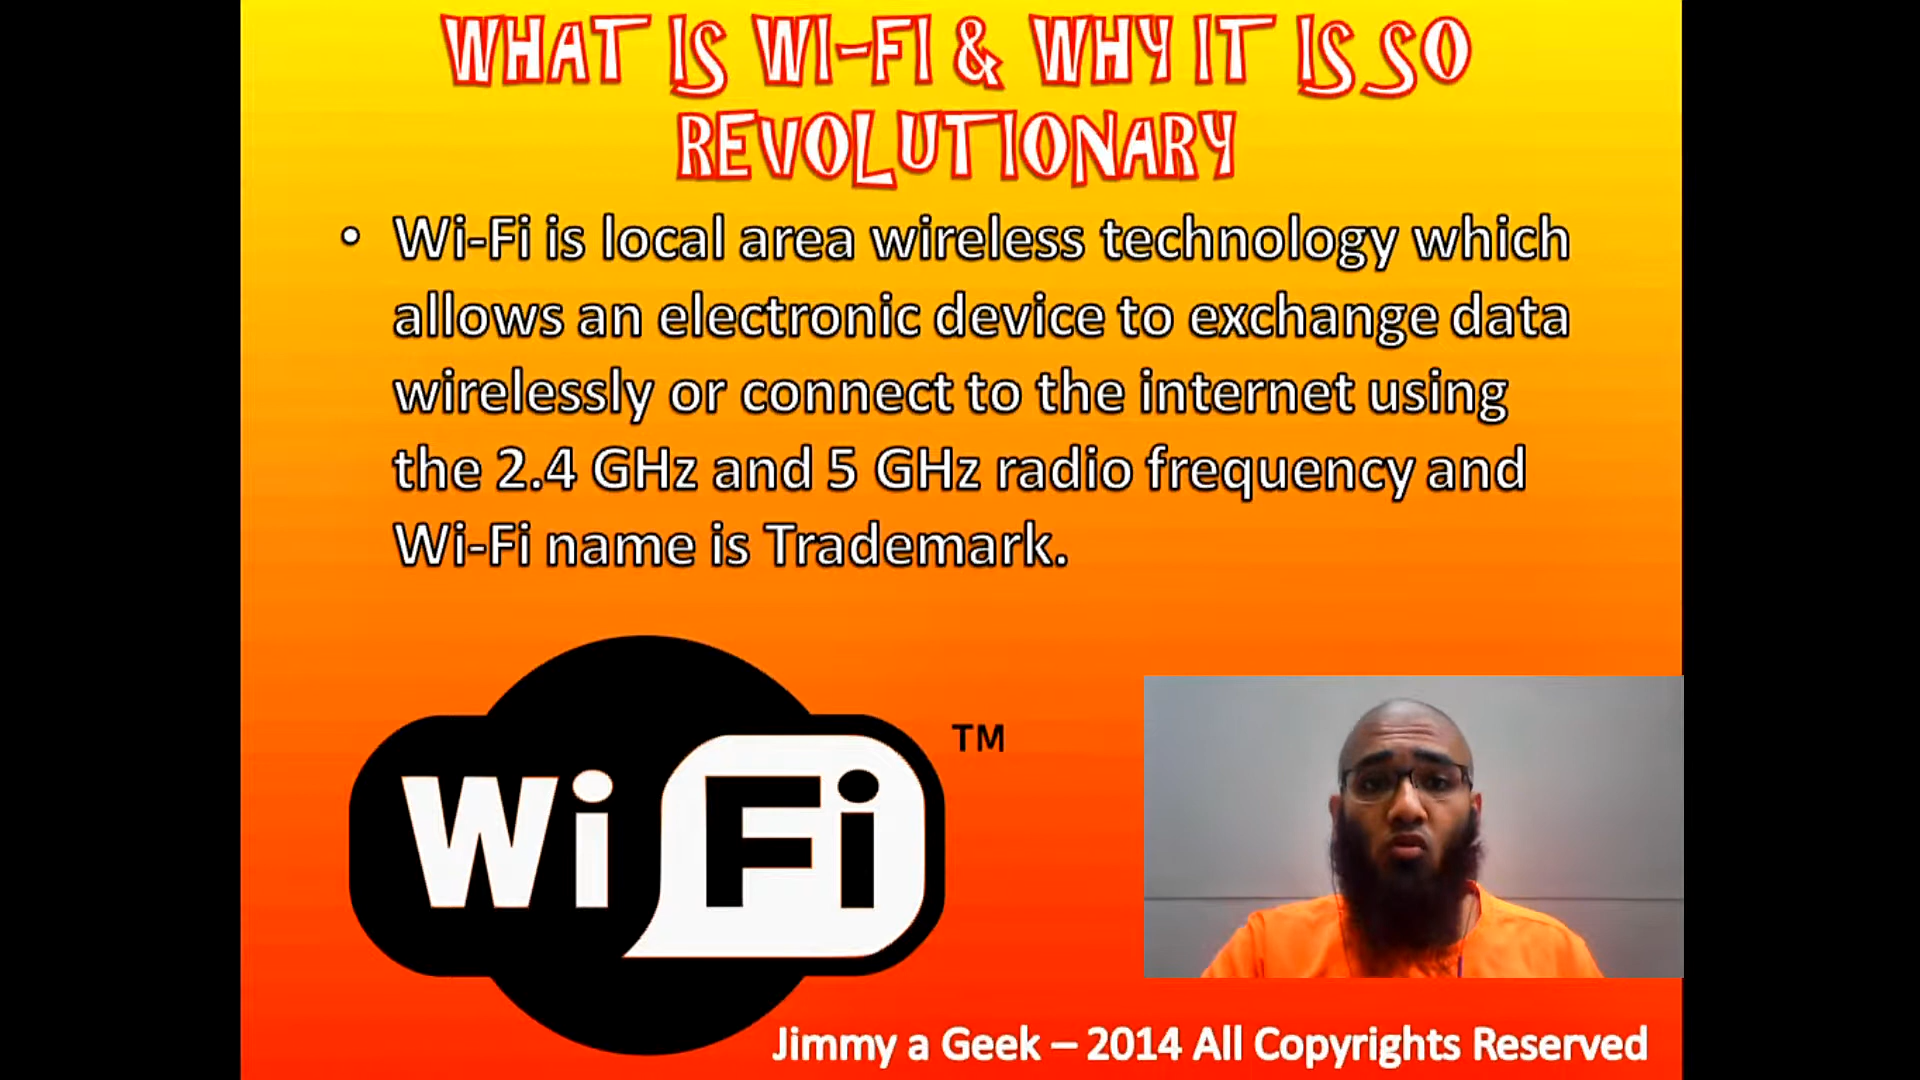 WHAT IS WI-FI & WHY IT IS SO
REVOLUTIONARY
• Wi-Fi is local area wireless technology which
allows an electronic device to exchange data
wirelessly or connect to the internet using
the 2.4 GHz and 5 GHz radio frequency and
Wi-Fi name is Trademark.
Wi Fi TM
Jimmy a Geek – 2014 All Copyrights Reserved